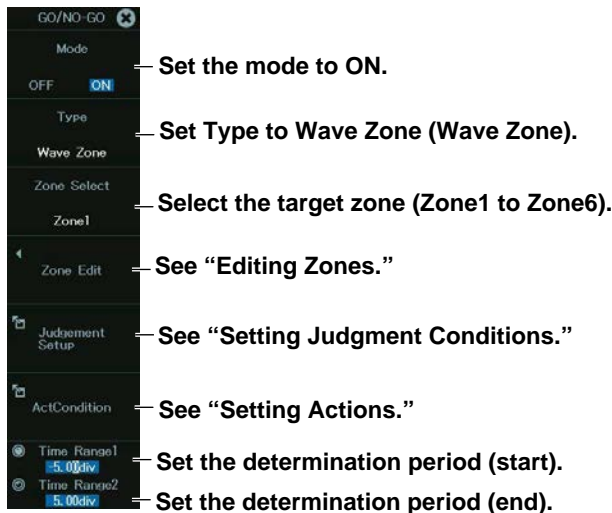 GO/NO-GO
Mode
OFF ON
Set the mode to ON.
Type
Wave Zone
Set Type to Wave Zone (Wave Zone).
Zone Select
Zone1
Select the target zone (Zone1 to Zone6).
Zone Edit
See “Editing Zones.”
Judgement
Setup
See “Setting Judgment Conditions.”
ActCondition
See “Setting Actions.”
Time Range1
-5.00div
Set the determination period (start).
Time Range2
5.00div
Set the determination period (end).